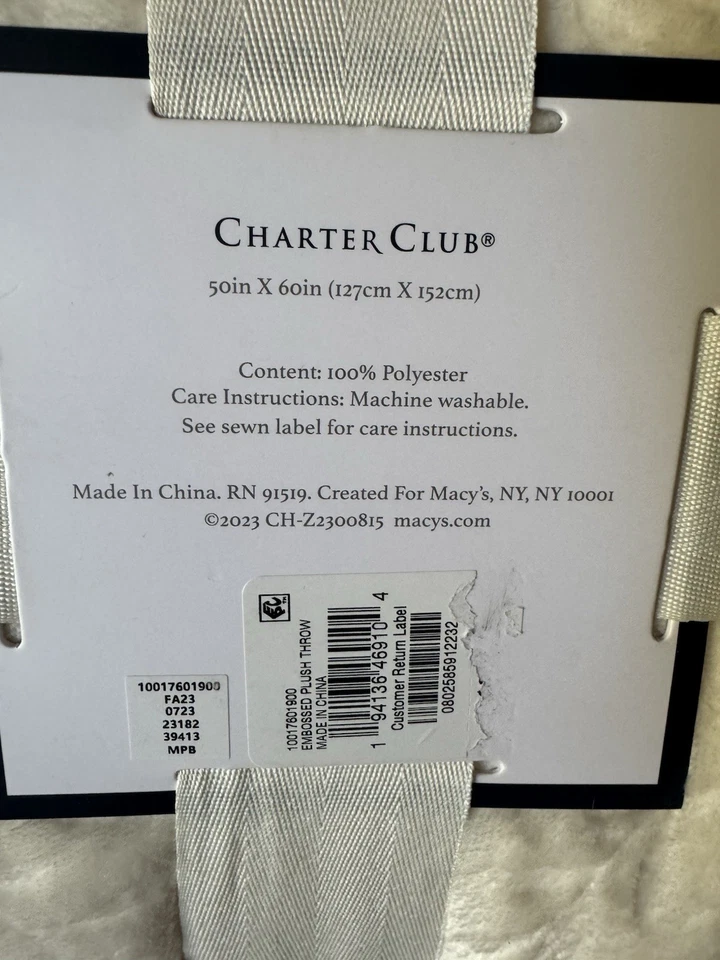 CHARTER CLUB®
50in X 60in (127cm X 152cm)
Content: 100% Polyester
Care Instructions: Machine washable.
See sewn label for care instructions.
Made In China. RN 91519. Created For Macy's, NY, NY 10001
©2023 CH-Z2300815 macys.com
10017601900
FA23
0723
23182
39413
MPB
10017601900
EMBOSSED PLUSH THROW
MADE IN CHINA
1 94136 46910 4
Customer Return Label
0802585912232